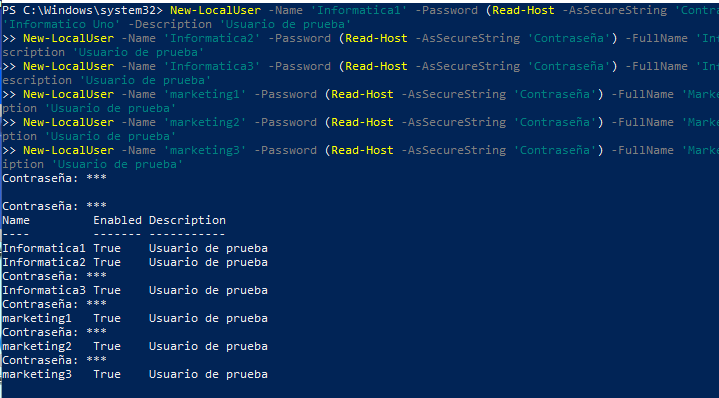 PS C:\Windows\system32> New-LocalUser -Name 'Informatica1' -Password (Read-Host -AsSecureString 'Contra
'Informatico Uno' -Description 'Usuario de prueba'
>> New-LocalUser -Name 'Informatica2' -Password (Read-Host -AsSecureString 'Contraseña') -FullName 'In
scription 'Usuario de prueba'
>> New-LocalUser -Name 'Informatica3' -Password (Read-Host -AsSecureString 'Contraseña') -FullName 'In
escription 'Usuario de prueba'
>> New-LocalUser -Name 'marketing1' -Password (Read-Host -AsSecureString 'Contraseña') -FullName 'Marke
ption 'Usuario de prueba'
>> New-LocalUser -Name 'marketing2' -Password (Read-Host -AsSecureString 'Contraseña') -FullName 'Marke
ption 'Usuario de prueba'
>> New-LocalUser -Name 'marketing3' -Password (Read-Host -AsSecureString 'Contraseña') -FullName 'Marke
iption 'Usuario de prueba'
Contraseña: ***
Contraseña: ***
Name Enabled Description
---- ------- -----------
Informatica1 True Usuario de prueba
Informatica2 True Usuario de prueba
Contraseña: ***
Informatica3 True Usuario de prueba
Contraseña: ***
marketing1 True Usuario de prueba
Contraseña: ***
marketing2 True Usuario de prueba
Contraseña: ***
marketing3 True Usuario de prueba